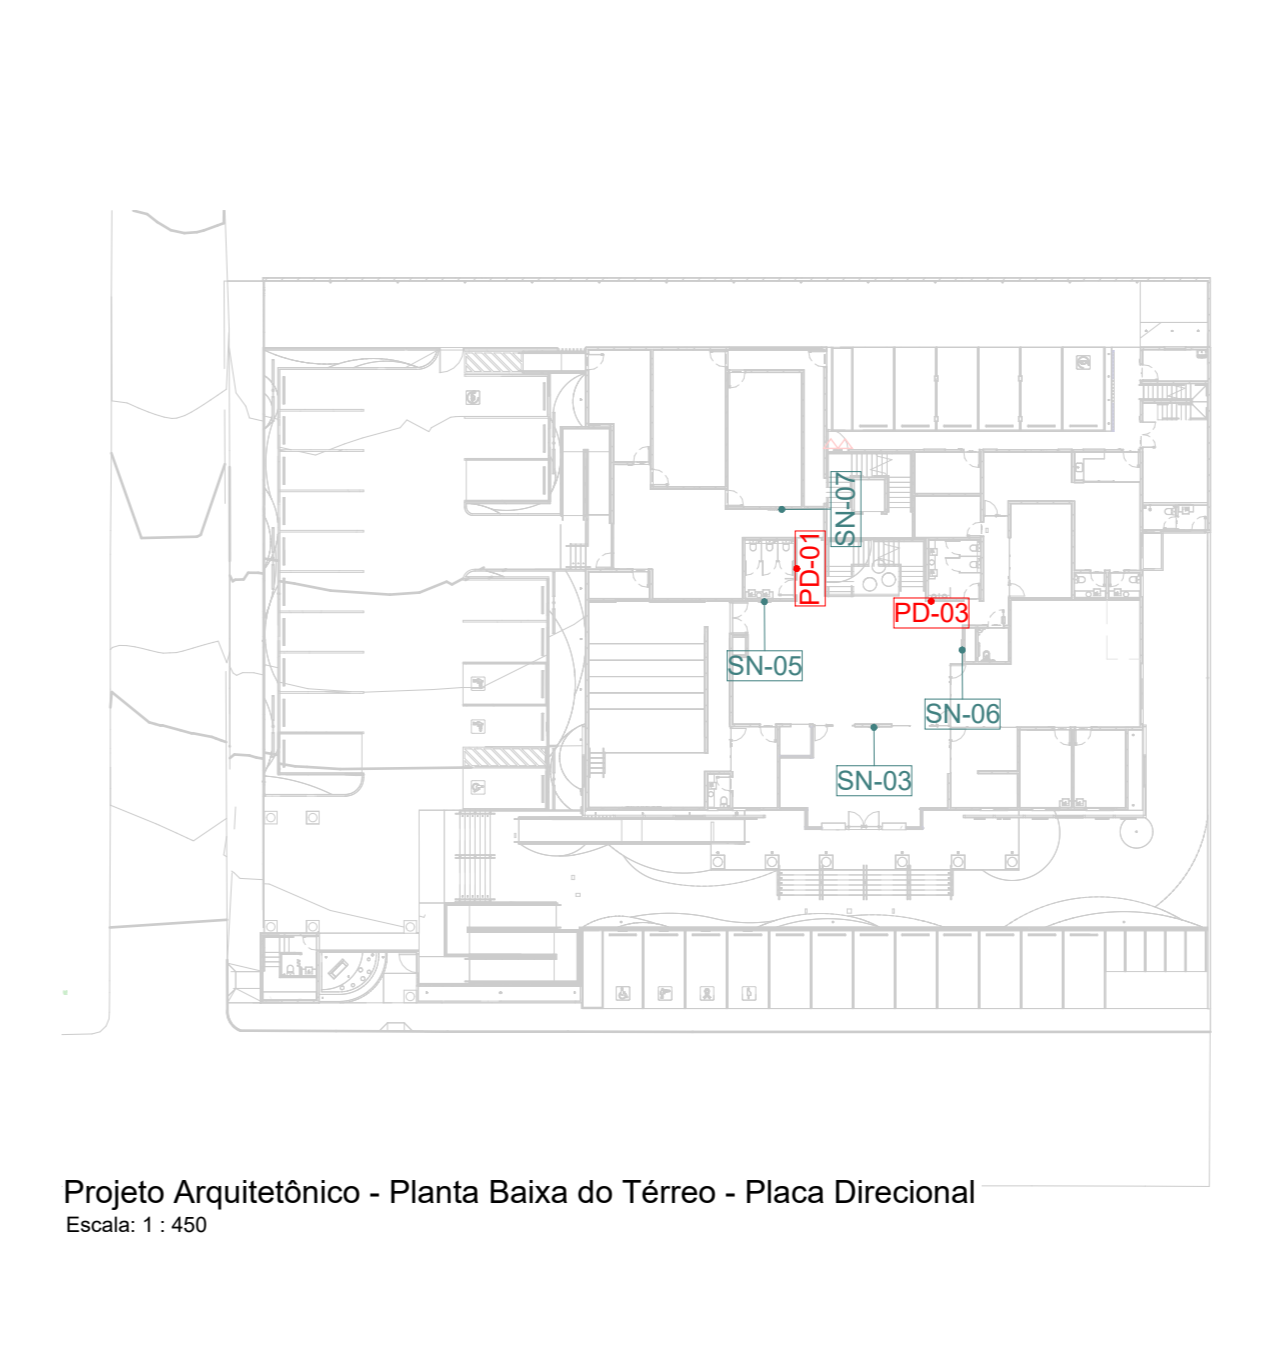 SN-07
PD-01
PD-03
SN-05
SN-06
SN-03
Projeto Arquitetônico - Planta Baixa do Térreo - Placa Direcional
Escala: 1 : 450